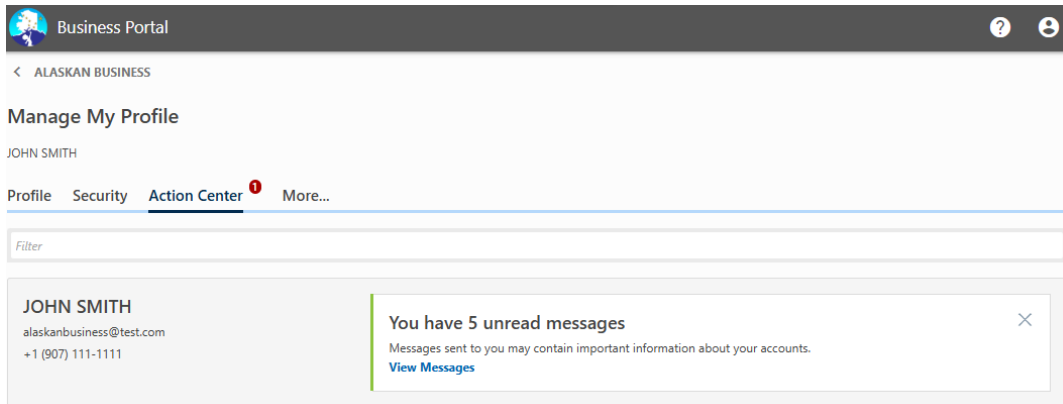 Business Portal
ALASKAN BUSINESS
Manage My Profile
JOHN SMITH
Profile Security Action Center 1 More...
Filter
JOHN SMITH
alaskanbusiness@test.com
+1 (907) 111-1111
You have 5 unread messages
Messages sent to you may contain important information about your accounts.
View Messages